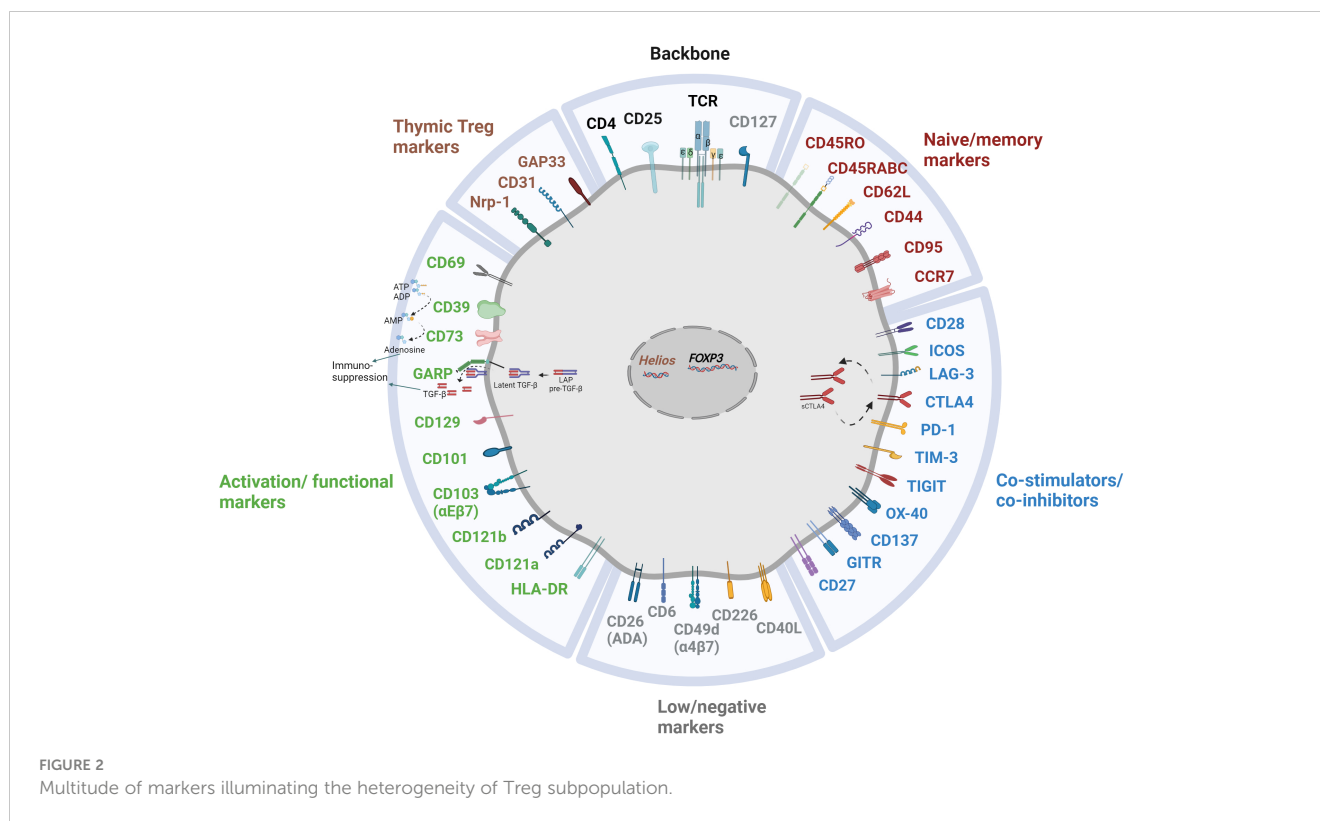 Backbone
TCR
CD4
CD25
CD127
α
β
ε
δ
γ
ε
Naive/memory
markers
CD45RO
CD45RABC
CD62L
CD44
CD95
CCR7
Co-stimulators/
co-inhibitors
CD28
ICOS
LAG-3
CTLA4
PD-1
TIM-3
TIGIT
OX-40
CD137
GITR
CD27
sCTLA4
Low/negative
markers
CD26
(ADA)
CD6
CD49d
(α4β7)
CD226
CD40L
Activation/ functional
markers
CD69
CD39
CD73
GARP
CD129
CD101
CD103
(αEβ7)
CD121b
CD121a
HLA-DR
ATP
ADP
AMP
Adenosine
Immuno-
suppression
TGF-β
Latent TGF-β
LAP
pre-TGF-β
Thymic Treg
markers
GAP33
CD31
Nrp-1
Helios
FOXP3
FIGURE 2
Multitude of markers illuminating the heterogeneity of Treg subpopulation.